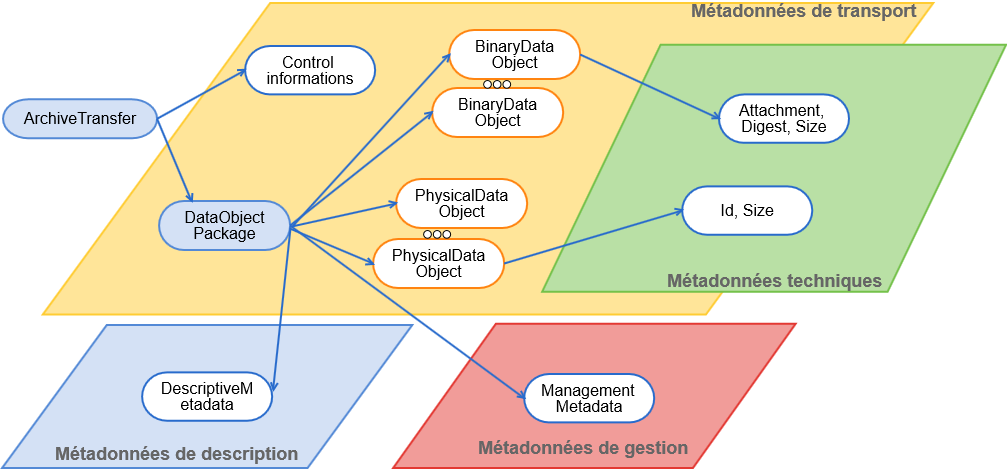 Métadonnées de transport
Control
informations
BinaryData
Object
BinaryData
Object
ArchiveTransfer
Attachment,
Digest, Size
DataObject
Package
PhysicalData
Object
PhysicalData
Object
Id, Size
Métadonnées techniques
DescriptiveM
etadata
Management
Metadata
Métadonnées de description
Métadonnées de gestion